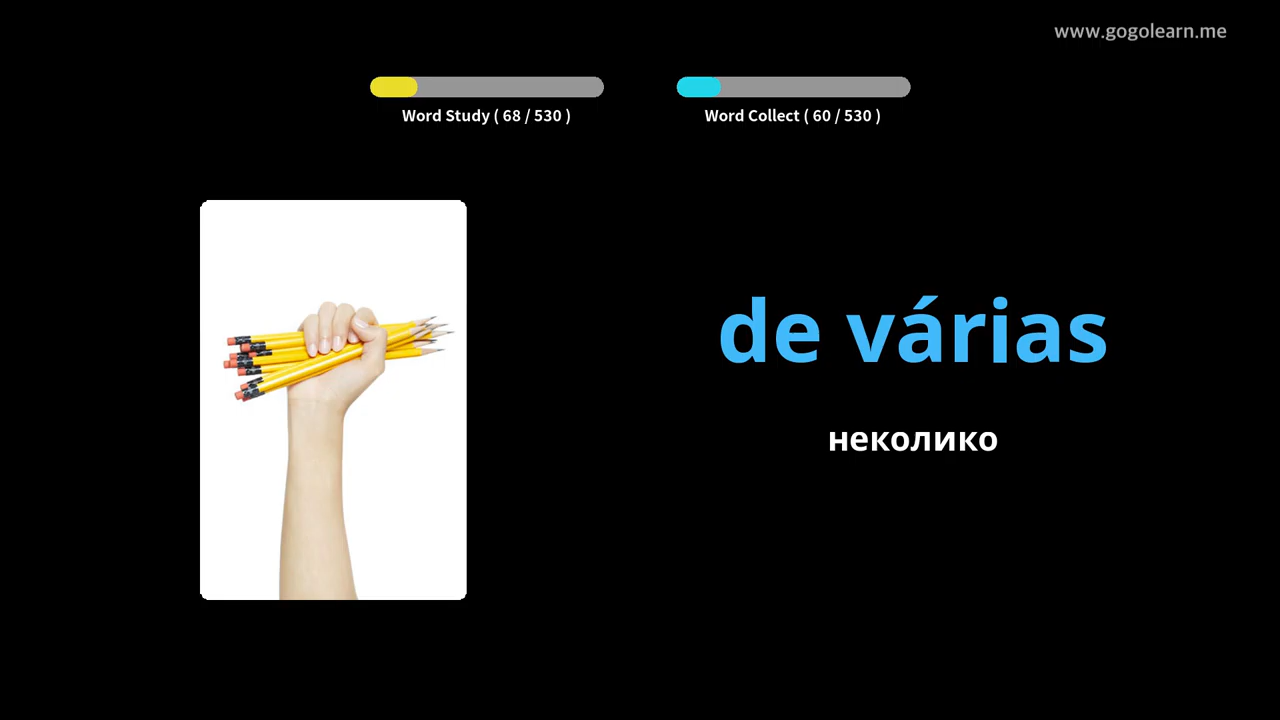 www.gogolearn.me
Word Study ( 68 / 530 )
Word Collect ( 60 / 530 )
de várias
неколико